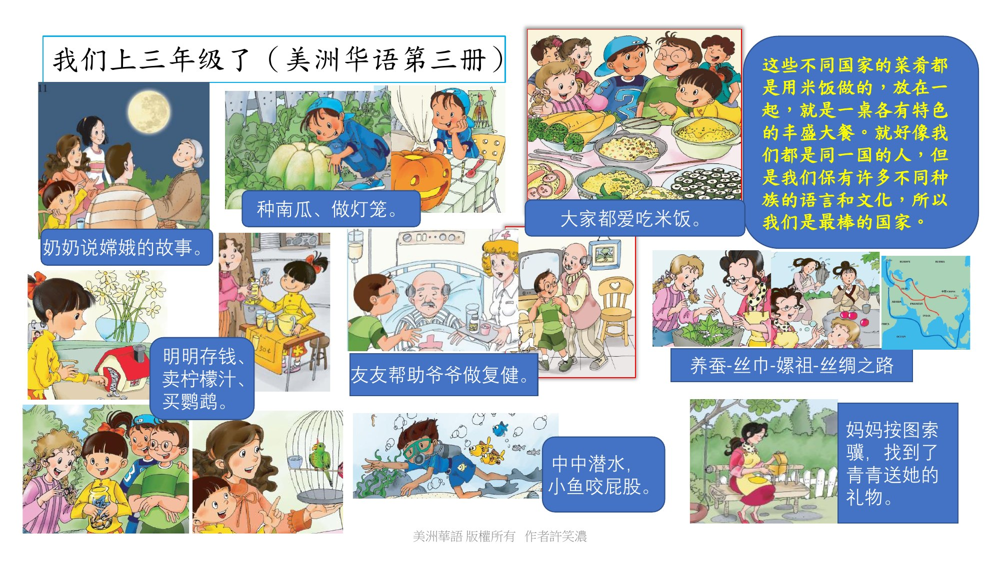 我们上三年级了（美洲华语第三册）
11
奶奶说嫦娥的故事。
种南瓜、做灯笼。
大家都爱吃米饭。
这些不同国家的菜肴都
是用米饭做的，放在一
起，就是一桌各有特色
的丰盛大餐。就好像我
们都是同一国的人，但
是我们保有许多不同种
族的语言和文化，所以
我们是最棒的国家。
明明存钱、
卖柠檬汁、
买鹦鹉。
50¢
友友帮助爷爷做复健。
EUROPE
RUSSIA
IRAN
中国 CHINA
ARABIA
PAKISTAN
INDIA
OCEAN
养蚕-丝巾-嫘祖-丝绸之路
中中潜水，
小鱼咬屁股。
妈妈按图索
骥，找到了
青青送她的
礼物。
美洲華語 版權所有 作者許笑濃